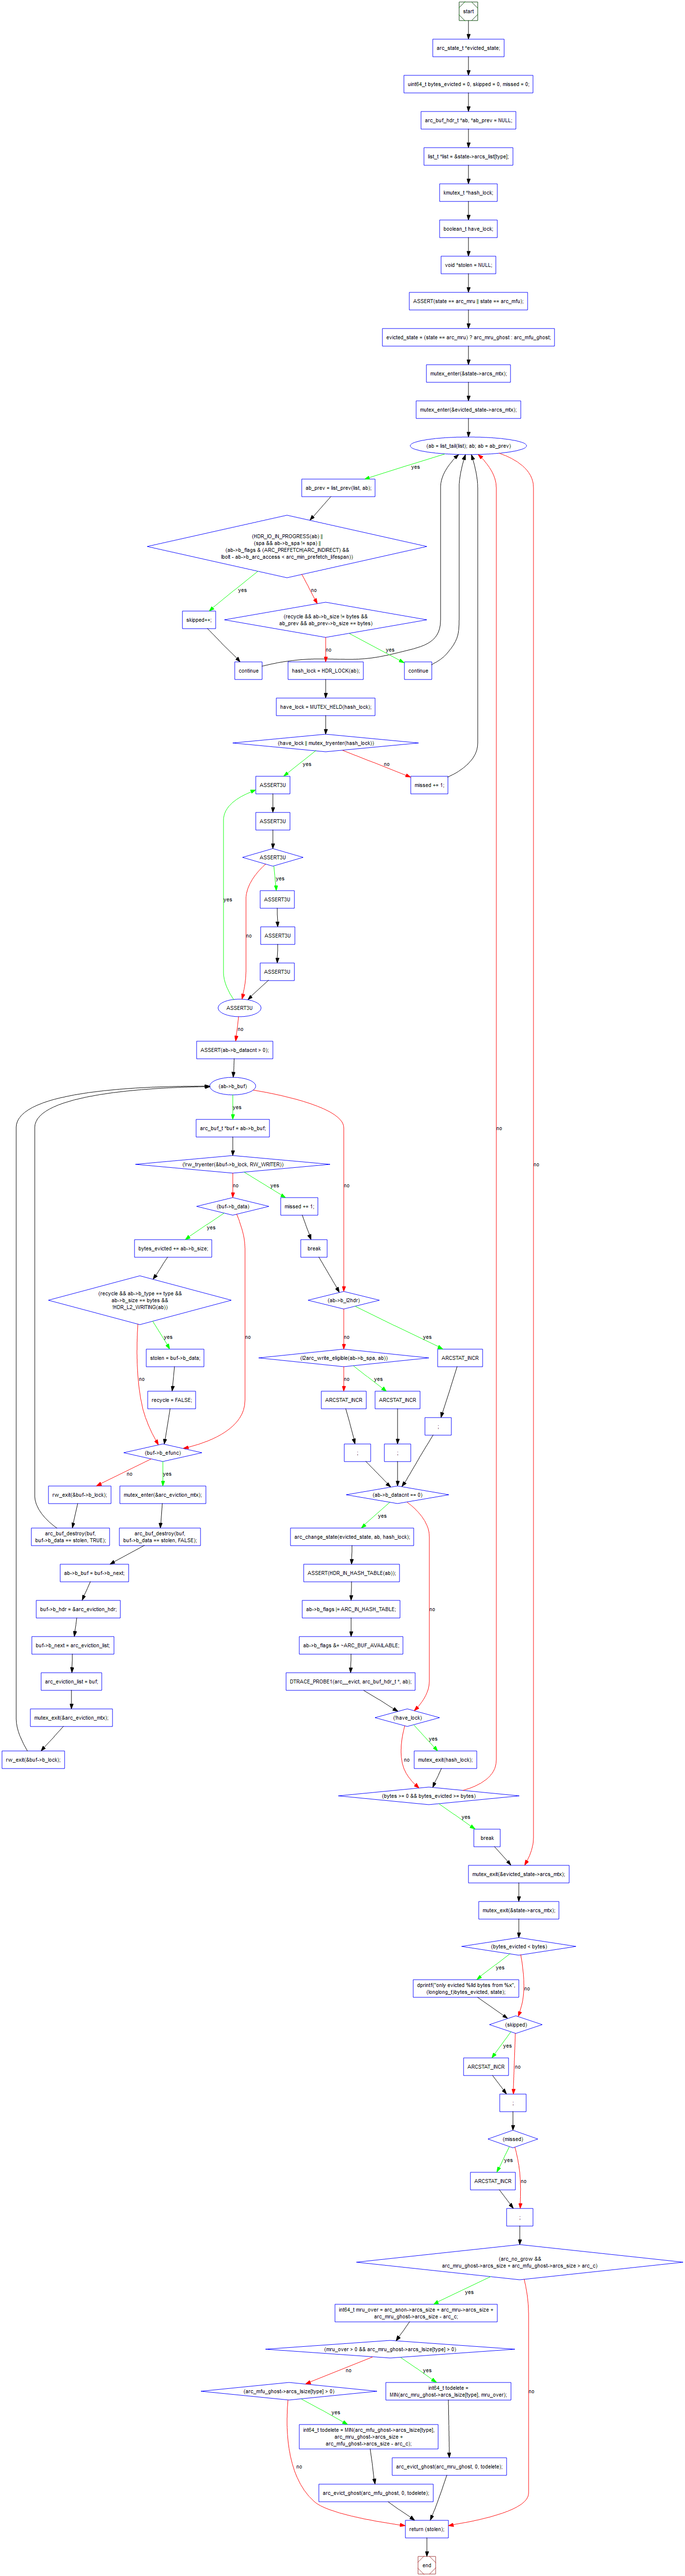 start
arc_state_t *evicted_state;
uint64_t bytes_evicted = 0, skipped = 0, missed = 0;
arc_buf_hdr_t *ab, *ab_prev = NULL;
list_t *list = &state->arcs_list[type];
kmutex_t *hash_lock;
boolean_t have_lock;
void *stolen = NULL;
ASSERT(state == arc_mru || state == arc_mfu);
evicted_state = (state == arc_mru) ? arc_mru_ghost : arc_mfu_ghost;
mutex_enter(&state->arcs_mtx);
mutex_enter(&evicted_state->arcs_mtx);
(ab = list_tail(list); ab; ab = ab_prev)
yes
ab_prev = list_prev(list, ab);
(HDR_IO_IN_PROGRESS(ab) ||
(spa && ab->b_spa != spa) ||
(ab->b_flags & (ARC_PREFETCH|ARC_INDIRECT) &&
lbolt - ab->b_arc_access < arc_min_prefetch_lifespan))
yes
no
skipped++;
(recycle && ab->b_size != bytes &&
ab_prev && ab_prev->b_size == bytes)
no
yes
continue
hash_lock = HDR_LOCK(ab);
continue
have_lock = MUTEX_HELD(hash_lock);
(have_lock || mutex_tryenter(hash_lock))
yes
no
ASSERT3U
missed += 1;
ASSERT3U
ASSERT3U
yes
yes
ASSERT3U
no
ASSERT3U
ASSERT3U
ASSERT3U
no
ASSERT(ab->b_datacnt > 0);
(ab->b_buf)
yes
arc_buf_t *buf = ab->b_buf;
no
no
(!rw_tryenter(&buf->b_lock, RW_WRITER))
no
yes
no
(buf->b_data)
missed += 1;
yes
bytes_evicted += ab->b_size;
break
(recycle && ab->b_type == type &&
ab->b_size == bytes &&
!HDR_L2_WRITING(ab))
(ab->b_l2hdr)
yes
no
no
yes
stolen = buf->b_data;
(l2arc_write_eligible(ab->b_spa, ab))
ARCSTAT_INCR
no
no
yes
recycle = FALSE;
ARCSTAT_INCR
ARCSTAT_INCR
;
(buf->b_efunc)
;
;
no
yes
rw_exit(&buf->b_lock);
mutex_enter(&arc_eviction_mtx);
(ab->b_datacnt == 0)
yes
arc_buf_destroy(buf,
buf->b_data == stolen, TRUE);
arc_buf_destroy(buf,
buf->b_data == stolen, FALSE);
arc_change_state(evicted_state, ab, hash_lock);
ab->b_buf = buf->b_next;
ASSERT(HDR_IN_HASH_TABLE(ab));
buf->b_hdr = &arc_eviction_hdr;
ab->b_flags |= ARC_IN_HASH_TABLE;
no
buf->b_next = arc_eviction_list;
ab->b_flags &= ~ARC_BUF_AVAILABLE;
arc_eviction_list = buf;
DTRACE_PROBE1(arc__evict, arc_buf_hdr_t *, ab);
mutex_exit(&arc_eviction_mtx);
(!have_lock)
yes
no
rw_exit(&buf->b_lock);
mutex_exit(hash_lock);
(bytes >= 0 && bytes_evicted >= bytes)
yes
break
mutex_exit(&evicted_state->arcs_mtx);
mutex_exit(&state->arcs_mtx);
(bytes_evicted < bytes)
yes
no
dprintf("only evicted %lld bytes from %x",
(longlong_t)bytes_evicted, state);
(skipped)
yes
no
ARCSTAT_INCR
;
(missed)
yes
no
ARCSTAT_INCR
;
(arc_no_grow &&
arc_mru_ghost->arcs_size + arc_mfu_ghost->arcs_size > arc_c)
yes
int64_t mru_over = arc_anon->arcs_size + arc_mru->arcs_size +
arc_mru_ghost->arcs_size - arc_c;
(mru_over > 0 && arc_mru_ghost->arcs_lsize[type] > 0)
no
yes
no
(arc_mfu_ghost->arcs_lsize[type] > 0)
int64_t todelete =
MIN(arc_mru_ghost->arcs_lsize[type], mru_over);
yes
int64_t todelete = MIN(arc_mfu_ghost->arcs_lsize[type],
arc_mru_ghost->arcs_size +
arc_mfu_ghost->arcs_size - arc_c);
no
arc_evict_ghost(arc_mru_ghost, 0, todelete);
arc_evict_ghost(arc_mfu_ghost, 0, todelete);
return (stolen);
end